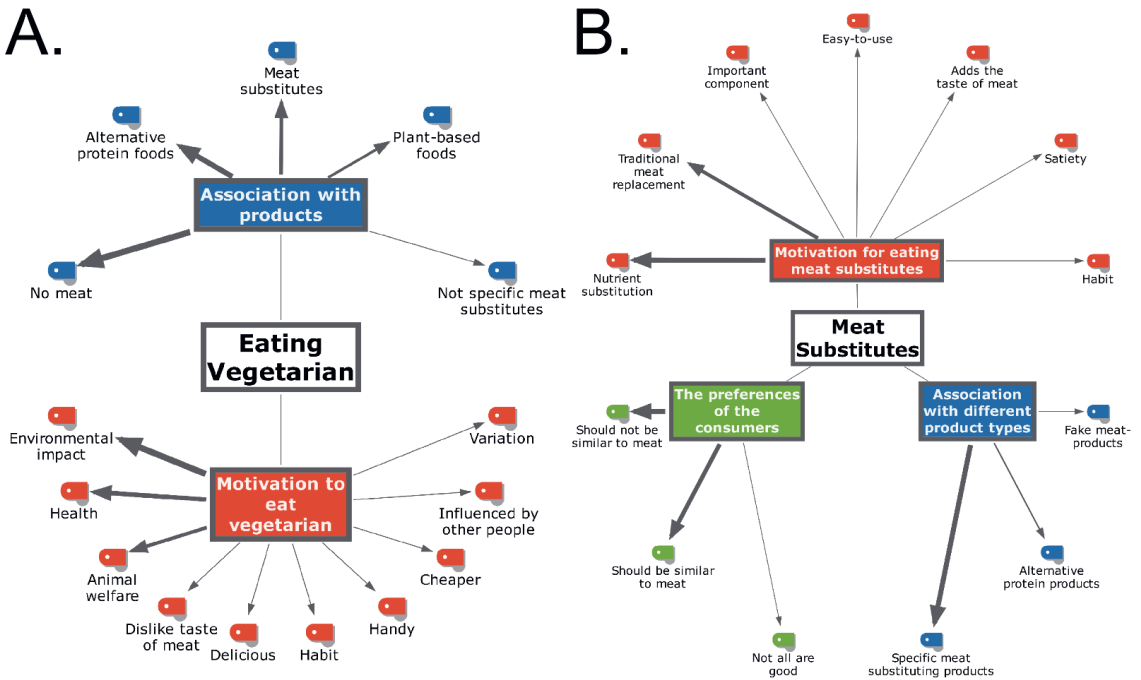 A.
Meat
substitutes
Alternative
protein foods
Plant-based
foods
Association with
products
No meat
Not specific meat
substitutes
Eating
Vegetarian
Environmental
impact
Variation
Motivation to
eat
vegetarian
Health
Influenced by
other people
Animal
welfare
Cheaper
Dislike taste
of meat
Delicious
Habit
Handy
B.
Easy-to-use
Important
component
Adds the
taste of meat
Traditional
meat
replacement
Satiety
Motivation for eating
meat substitutes
Nutrient
substitution
Habit
Meat
Substitutes
The preferences
of the
consumers
Association
with different
product types
Should not be
similar to meat
Fake meat-
products
Should be similar
to meat
Alternative
protein products
Not all are
good
Specific meat
substituting products